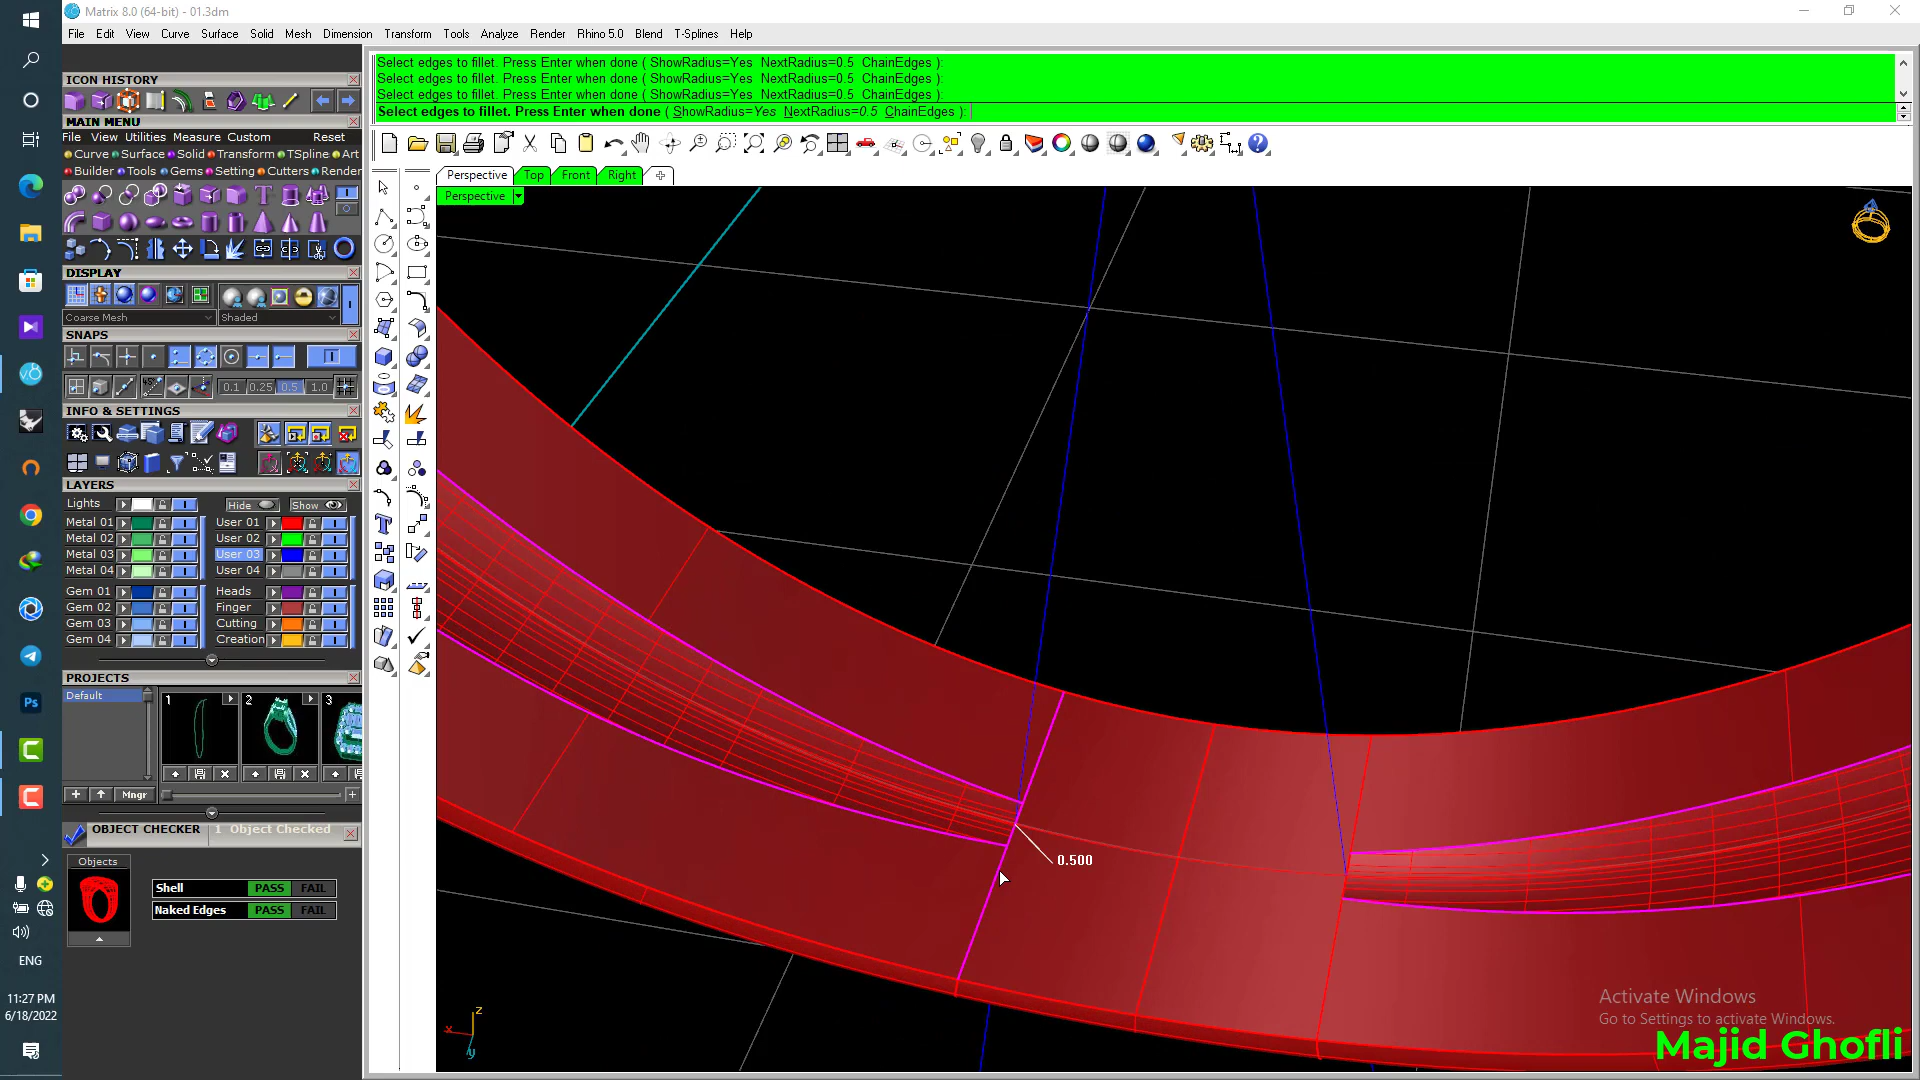 Matrix 8.0 (64-bit) - 01.3dm
File Edit View Curve Surface Solid Mesh Dimension Transform Tools Analyze Render Rhino 5.0 Blend T-Splines Help
Select edges to fillet. Press Enter when done ( ShowRadius=Yes NextRadius=0.5 ChainEdges ):
Select edges to fillet. Press Enter when done ( ShowRadius=Yes NextRadius=0.5 ChainEdges ):
Select edges to fillet. Press Enter when done ( ShowRadius=Yes NextRadius=0.5 ChainEdges ):
Select edges to fillet. Press Enter when done ( ShowRadius=Yes NextRadius=0.5 ChainEdges ):
ICON HISTORY
MAIN MENU
File View Utilities Measure Custom Reset
Curve Surface Solid Transform TSpline Art
Builder Tools Gems Setting Cutters Render
DISPLAY
Coarse Mesh Shaded
SNAPS
45°
0.1 0.25 0.5 1.0
INFO & SETTINGS
LAYERS
Lights Hide Show
Metal 01 User 01
Metal 02 User 02
Metal 03 User 03
Metal 04 User 04
Gem 01 Heads
Gem 02 Finger
Gem 03 Cutting
Gem 04 Creation
PROJECTS
Default
1 2 3
Mngr
OBJECT CHECKER 1 Object Checked
Objects
Shell PASS FAIL
Naked Edges PASS FAIL
Perspective Top Front Right
Perspective
0.500
z
x
y
Ps
ENG
11:27 PM
6/18/2022
Activate Windows
Go to Settings to activate Windows.
Majid Ghofli